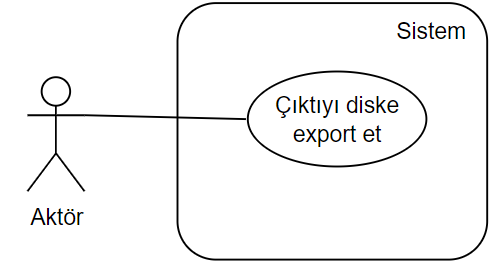 Sistem
Çıktıyı diske
export et
Aktör